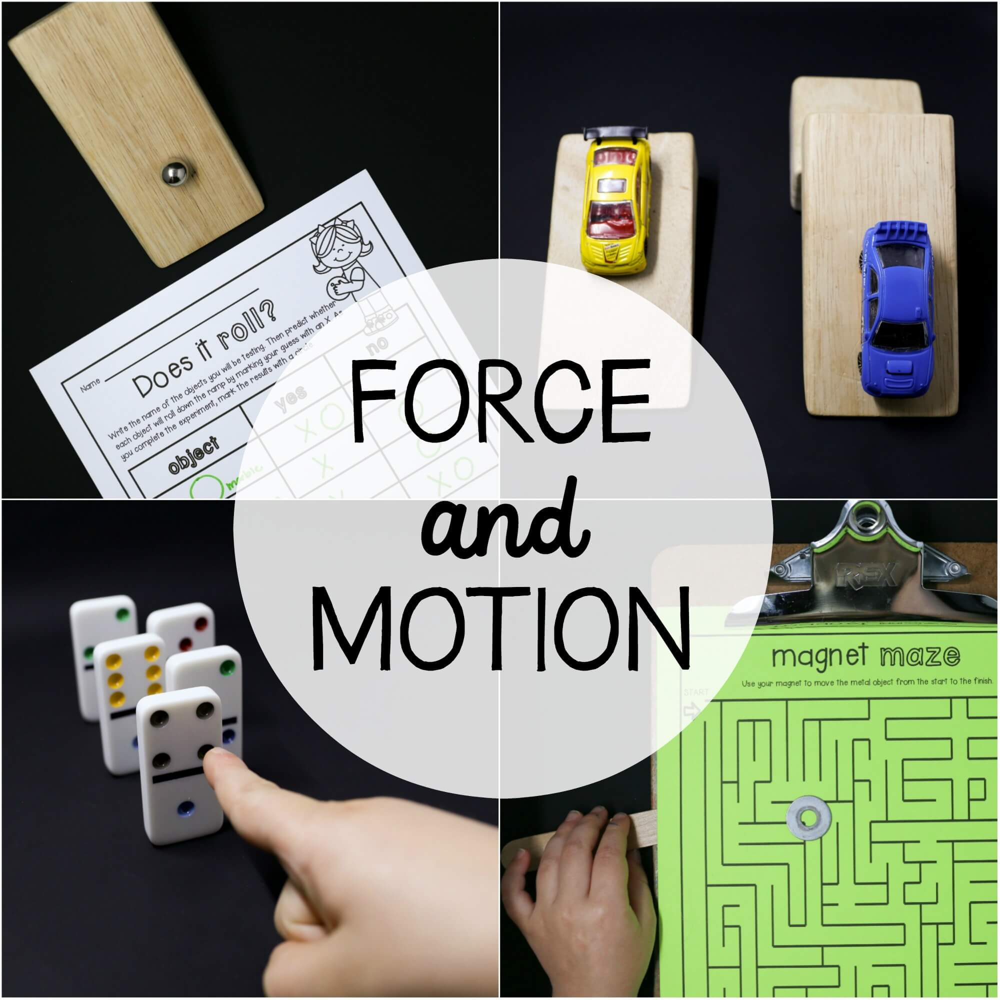 Name
Does it roll?
Write the name of the objects you will be testing. Then predict whether
each object will roll down the ramp by marking your guess with an X. As
you complete the experiment, mark the results with a circle
object
yes
no
X O
O
marble
X
O
X O
FORCE
and
MOTION
REX
magnet maze
Use your magnet to move the metal object from the start to the finish.
START